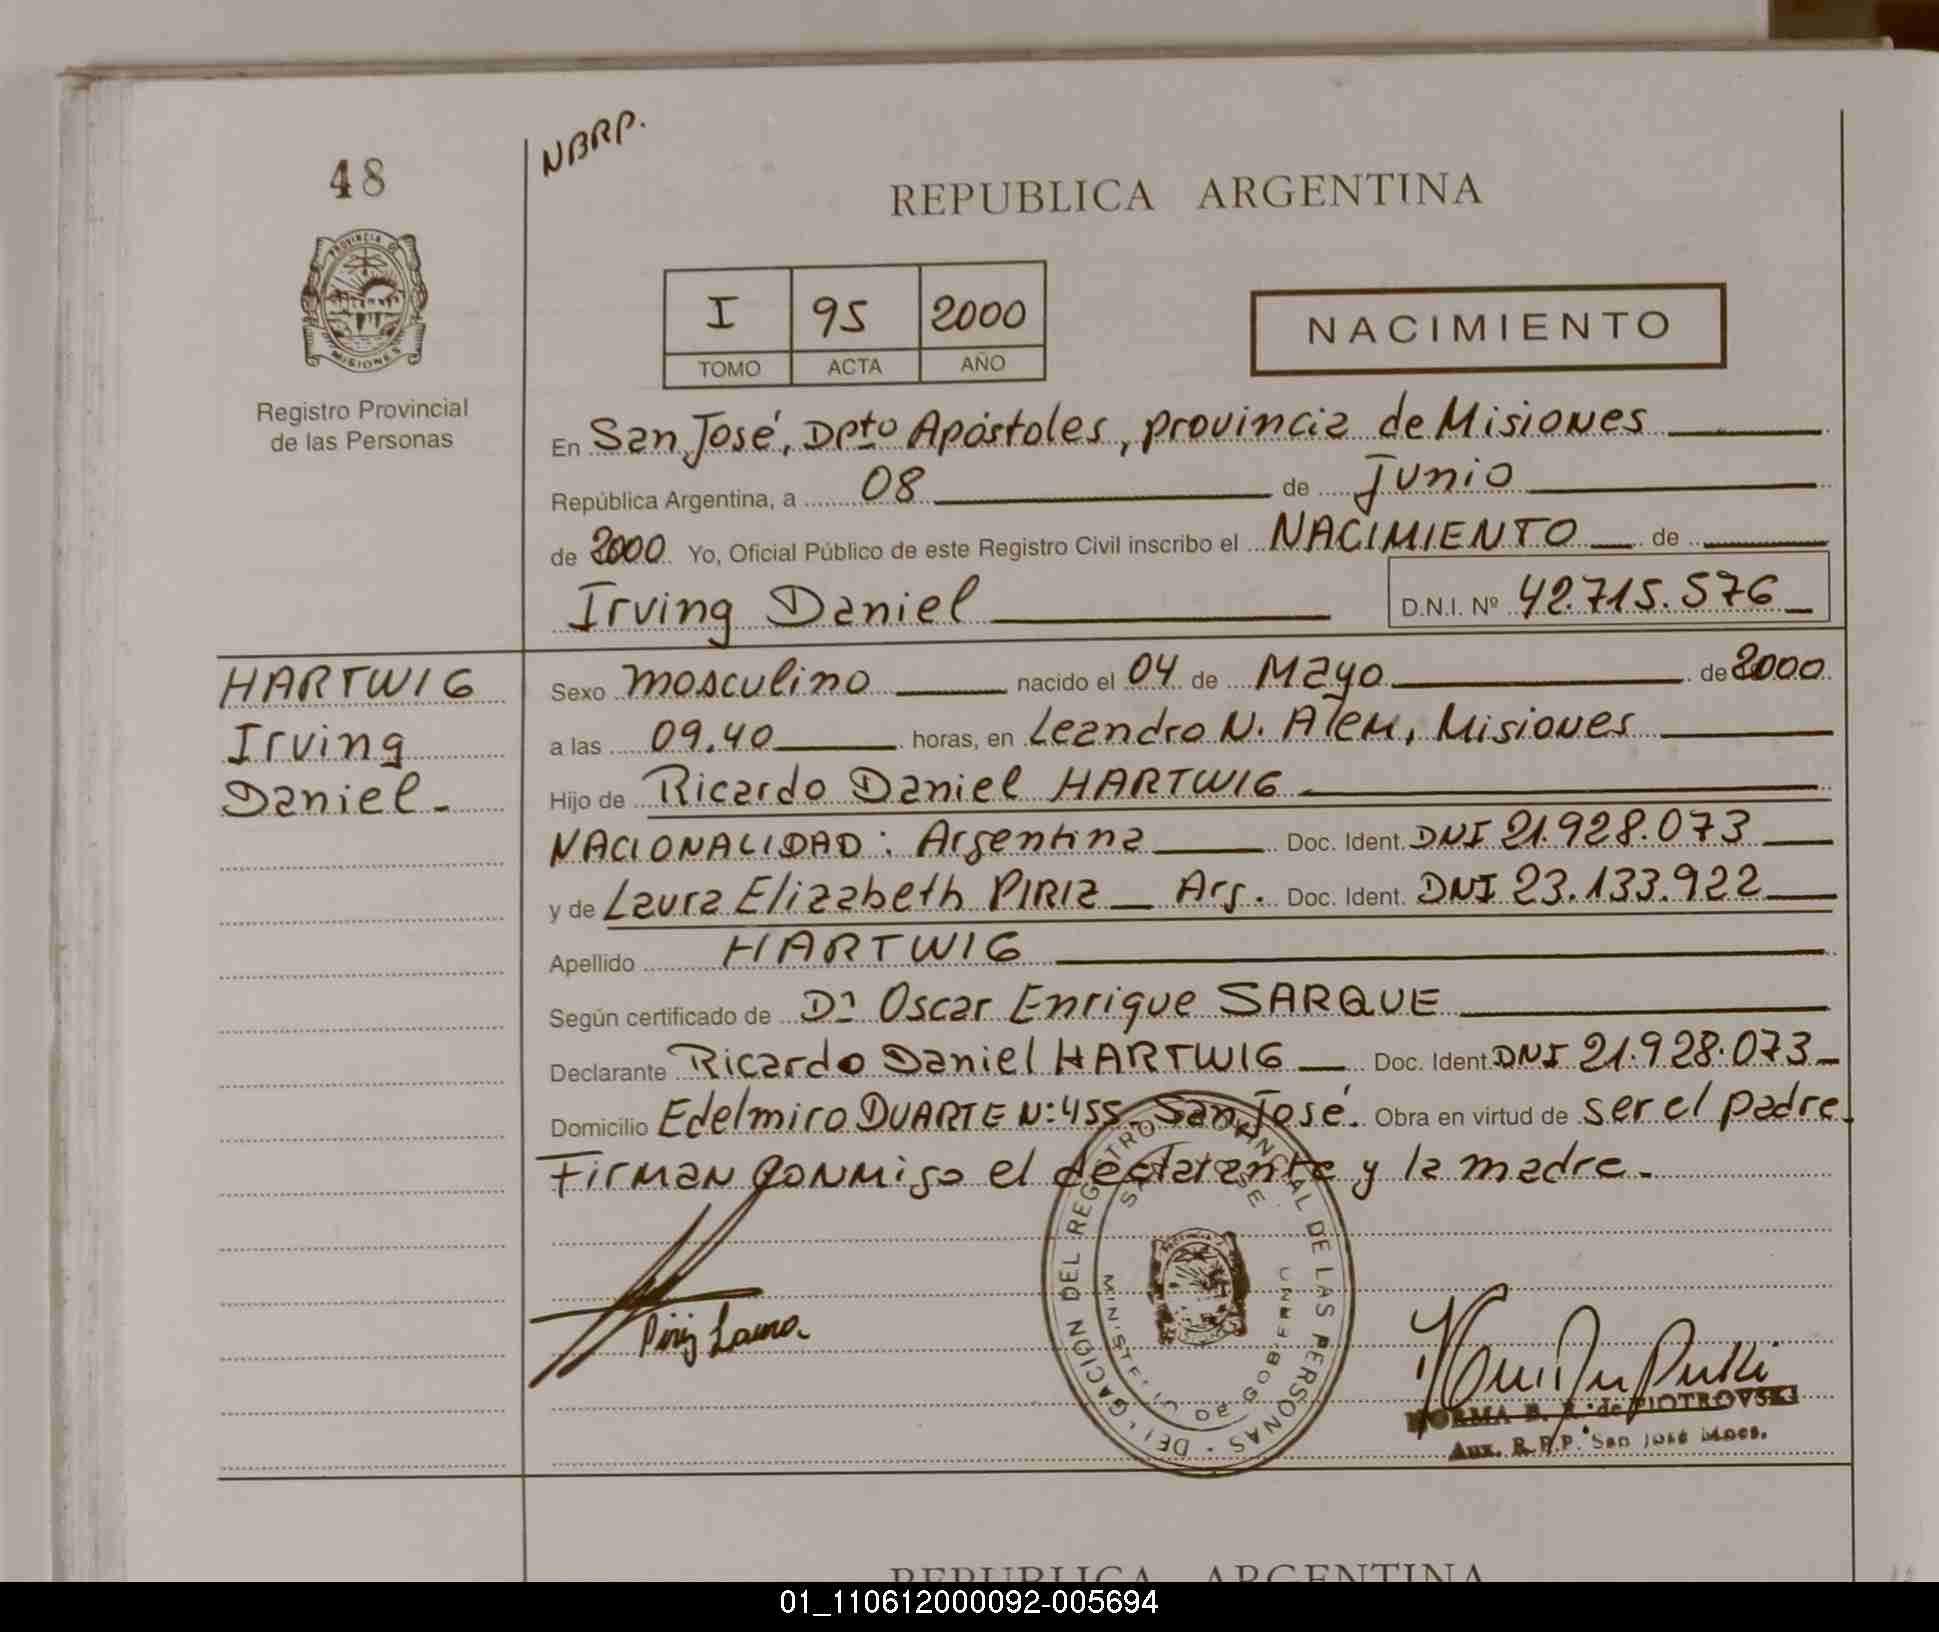 NBRP.
48
REPUBLICA ARGENTINA
PROVINCIA DE
MISIONES
I 95 2000
TOMO ACTA AÑO
NACIMIENTO
Registro Provincial
de las Personas
En San José, Dpto Apóstoles, provincia de Misiones
República Argentina, a 08 de Junio
de 2000 Yo, Oficial Público de este Registro Civil inscribo el NACIMIENTO de
Irving Daniel D.N.I. Nº 42.715.576
HARTWIG
Irving
Daniel.
Sexo masculino nacido el 04 de Mayo de 2000
a las 09.40 horas, en Leandro N. Alem, Misiones
Hijo de Ricardo Daniel HARTWIG
NACIONALIDAD: Argentina Doc. Ident. DNI 21.928.073
y de Laura Elizabeth PIRIZ Arg. Doc. Ident. DNI 23.133.922
Apellido HARTWIG
Según certificado de Dn Oscar Enrique SARQUE
Declarante Ricardo Daniel HARTWIG Doc. Ident. DNI 21.928.073
Domicilio Edelmiro DUARTE N: 455 San José. Obra en virtud de ser el padre.
Firman conmigo el declarante y la madre.
Piriz Laura
DEL REGISTRO PROVINCIAL DE LAS PERSONAS
SAN JOSE
DE GOBIERNO
NORMA B. R. de PIOTROVSKI
Aux. R.P.P. San José Mnes.
REPUBLICA ARGENTINA
01_110612000092-005694